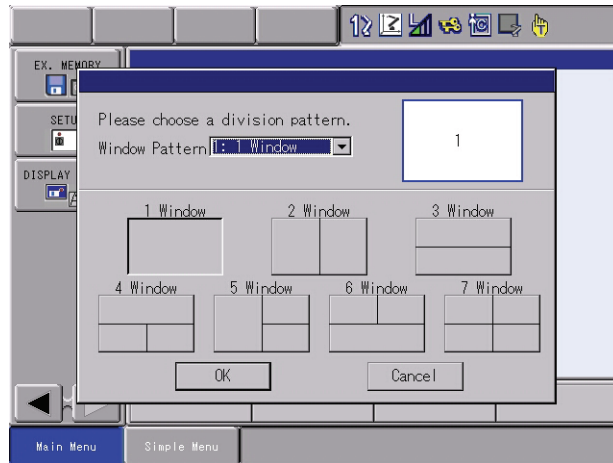 EX. MEMORY
SETU
DISPLAY
Please choose a division pattern.
Window Pattern 1: 1 Window
1
1 Window
2 Window
3 Window
4 Window
5 Window
6 Window
7 Window
OK
Cancel
Main Menu
Simple Menu